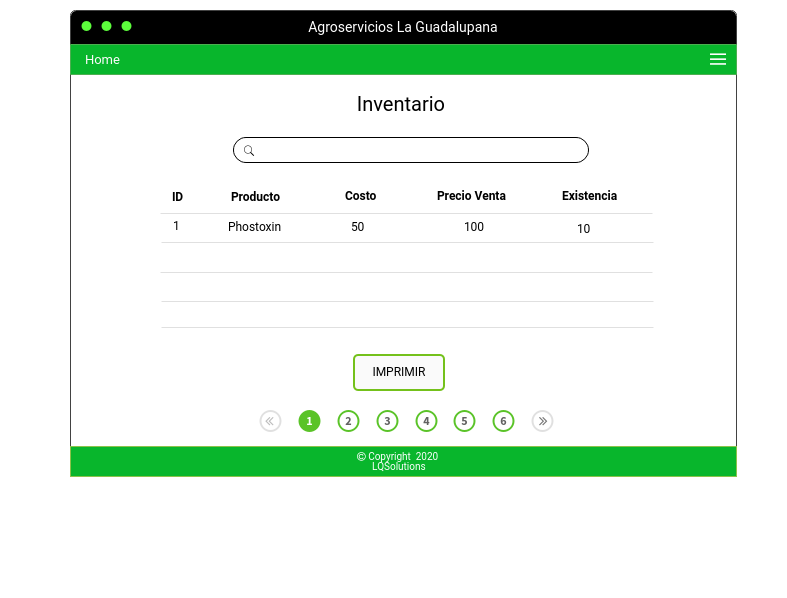 Agroservicios La Guadalupana
Home
Inventario
ID Producto Costo Precio Venta Existencia
1 Phostoxin 50 100 10
IMPRIMIR
« 1 2 3 4 5 6 »
© Copyright 2020
LQSolutions